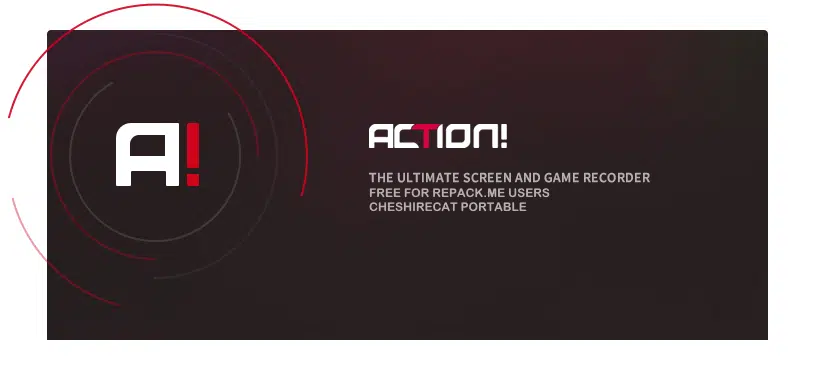 A!
ACTION!
THE ULTIMATE SCREEN AND GAME RECORDER
FREE FOR REPACK.ME USERS
CHESHIRECAT PORTABLE